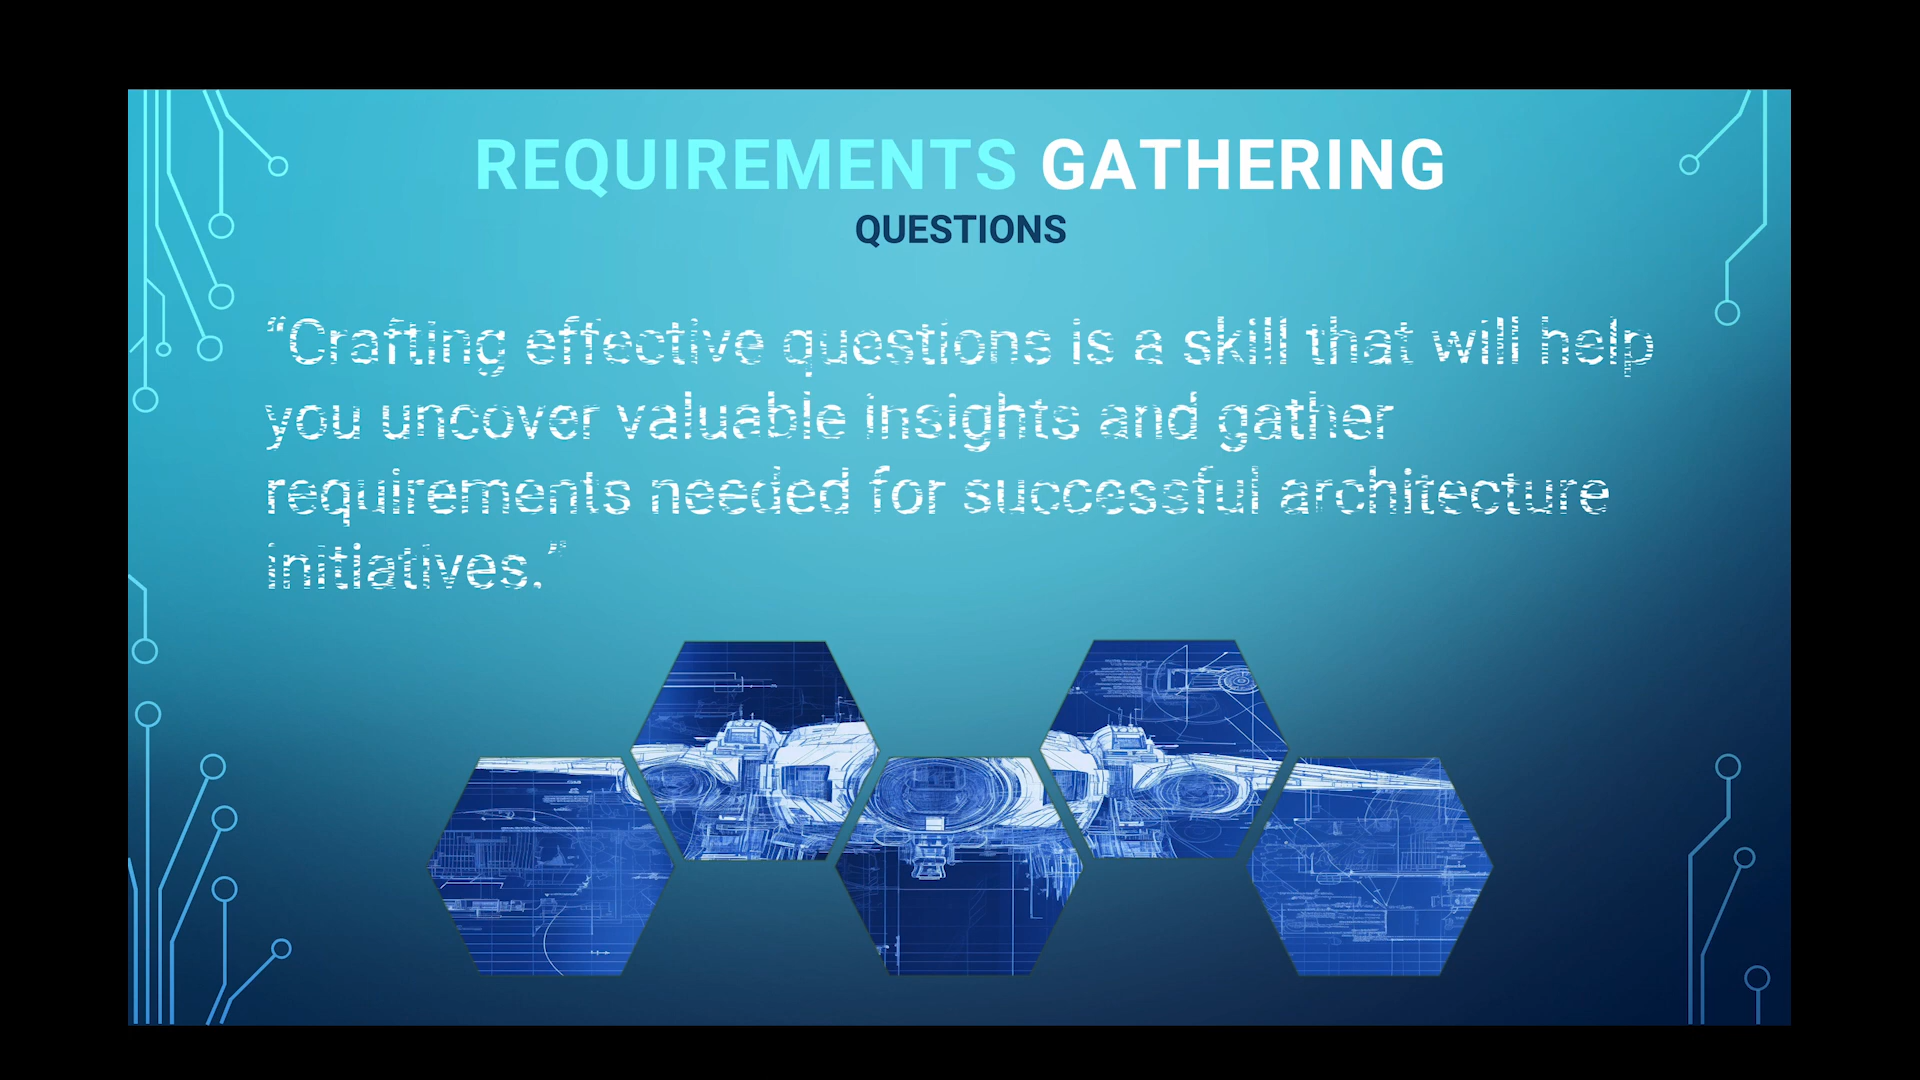 REQUIREMENTS GATHERING
QUESTIONS
“Crafting effective questions is a skill that will help
you uncover valuable insights and gather
requirements needed for successful architecture
initiatives.”